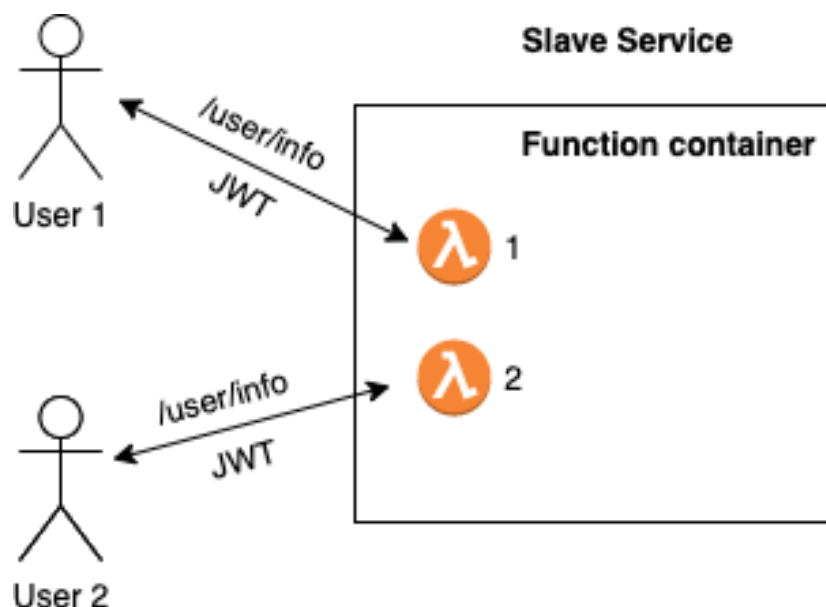 Slave Service
Function container
/user/info
JWT
User 1
λ 1
λ 2
/user/info
JWT
User 2